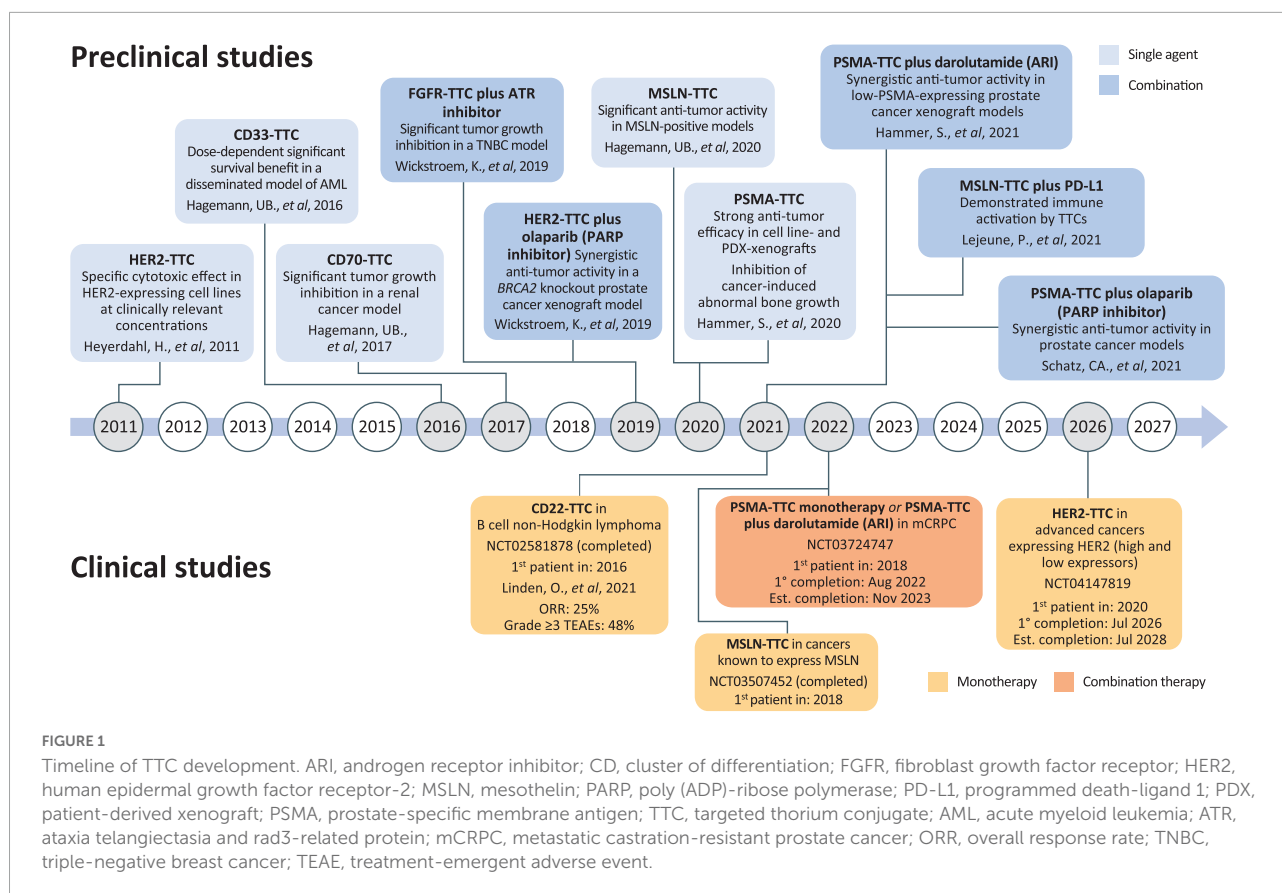 Preclinical studies
Single agent
Combination
HER2-TTC
Specific cytotoxic effect in
HER2-expressing cell lines
at clinically relevant
concentrations
Heyerdahl, H., et al, 2011
CD33-TTC
Dose-dependent significant
survival benefit in a
disseminated model of AML
Hagemann, UB., et al, 2016
CD70-TTC
Significant tumor growth
inhibition in a renal
cancer model
Hagemann, UB.,
et al, 2017
FGFR-TTC plus ATR
inhibitor
Significant tumor growth
inhibition in a TNBC model
Wickstroem, K., et al, 2019
HER2-TTC plus
olaparib (PARP
inhibitor) Synergistic
anti-tumor activity in a
BRCA2 knockout prostate
cancer xenograft model
Wickstroem, K., et al, 2019
MSLN-TTC
Significant anti-tumor activity
in MSLN-positive models
Hagemann, UB., et al, 2020
PSMA-TTC
Strong anti-tumor
efficacy in cell line- and
PDX-xenografts
Inhibition of
cancer-induced
abnormal bone growth
Hammer, S., et al, 2020
PSMA-TTC plus darolutamide (ARI)
Synergistic anti-tumor activity in
low-PSMA-expressing prostate
cancer xenograft models
Hammer, S., et al, 2021
MSLN-TTC plus PD-L1
Demonstrated immune
activation by TTCs
Lejeune, P., et al, 2021
PSMA-TTC plus olaparib
(PARP inhibitor)
Synergistic anti-tumor activity in
prostate cancer models
Schatz, CA., et al, 2021
2011 2012 2013 2014 2015 2016 2017 2018 2019 2020 2021 2022 2023 2024 2025 2026 2027
Clinical studies
CD22-TTC in
B cell non-Hodgkin lymphoma
NCT02581878 (completed)
1st patient in: 2016
Linden, O., et al, 2021
ORR: 25%
Grade ≥3 TEAEs: 48%
PSMA-TTC monotherapy or PSMA-TTC
plus darolutamide (ARI) in mCRPC
NCT03724747
1st patient in: 2018
1° completion: Aug 2022
Est. completion: Nov 2023
MSLN-TTC in cancers
known to express MSLN
NCT03507452 (completed)
1st patient in: 2018
HER2-TTC in
advanced cancers
expressing HER2 (high and
low expressors)
NCT04147819
1st patient in: 2020
1° completion: Jul 2026
Est. completion: Jul 2028
Monotherapy
Combination therapy
FIGURE 1
Timeline of TTC development. ARI, androgen receptor inhibitor; CD, cluster of differentiation; FGFR, fibroblast growth factor receptor; HER2,
human epidermal growth factor receptor-2; MSLN, mesothelin; PARP, poly (ADP)-ribose polymerase; PD-L1, programmed death-ligand 1; PDX,
patient-derived xenograft; PSMA, prostate-specific membrane antigen; TTC, targeted thorium conjugate; AML, acute myeloid leukemia; ATR,
ataxia telangiectasia and rad3-related protein; mCRPC, metastatic castration-resistant prostate cancer; ORR, overall response rate; TNBC,
triple-negative breast cancer; TEAE, treatment-emergent adverse event.